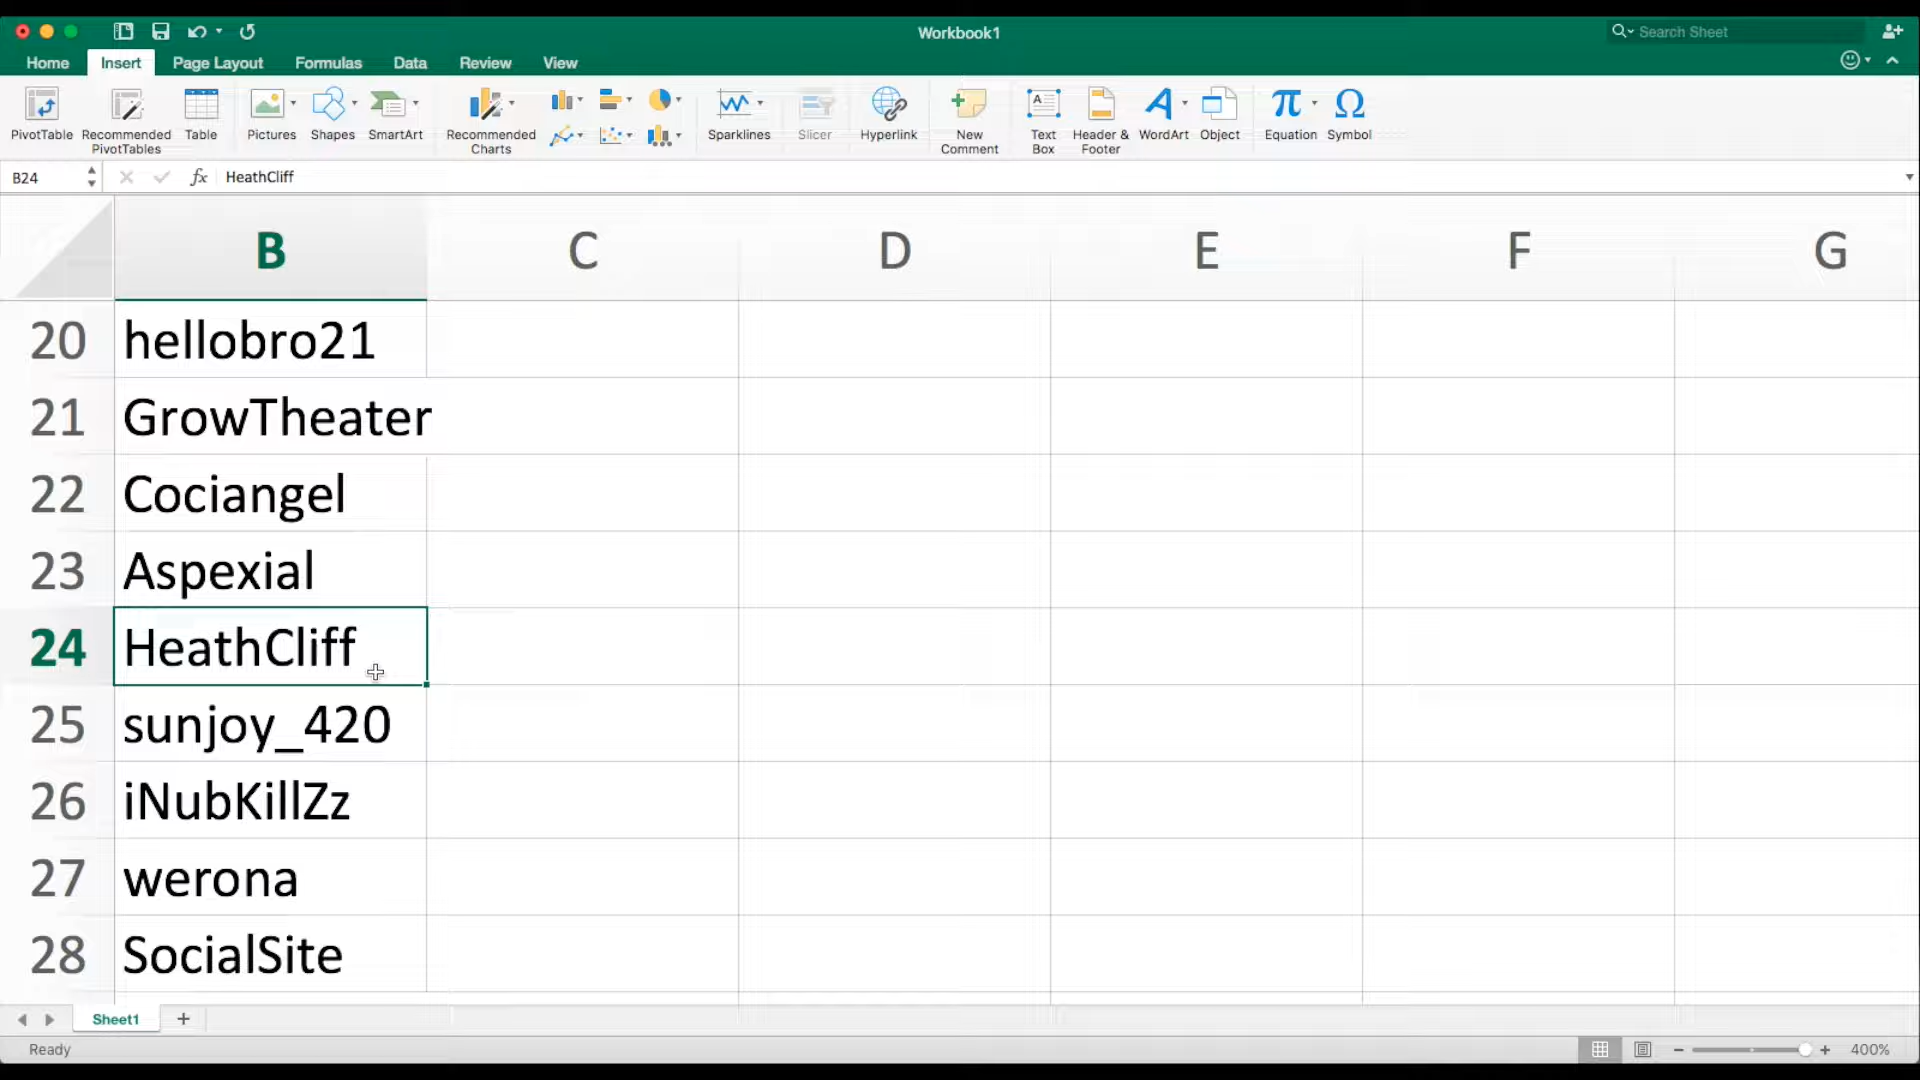 Workbook1
Search Sheet
Home Insert Page Layout Formulas Data Review View
PivotTable Recommended PivotTables Table Pictures Shapes SmartArt Recommended Charts Sparklines Slicer Hyperlink New Comment Text Box Header & Footer WordArt Object Equation Symbol
B24 fx HeathCliff
B C D E F G
20 hellobro21
21 GrowTheater
22 Cociangel
23 Aspexial
24 HeathCliff
25 sunjoy_420
26 iNubKillZz
27 werona
28 SocialSite
Sheet1
Ready 400%